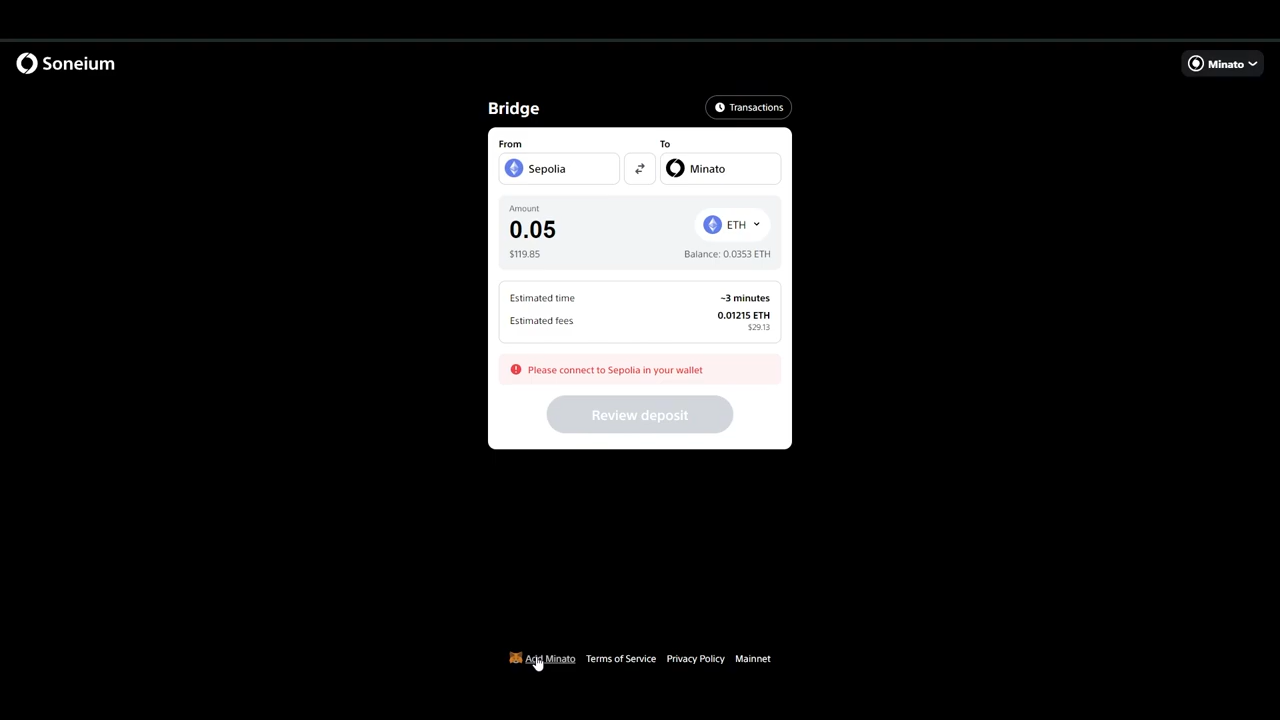 Soneium
Minato
Bridge
Transactions
From
To
Sepolia
Minato
Amount
0.05
ETH
$119.85
Balance: 0.0353 ETH
Estimated time
~3 minutes
Estimated fees
0.01215 ETH
$29.13
Please connect to Sepolia in your wallet
Review deposit
Add Minato Terms of Service Privacy Policy Mainnet